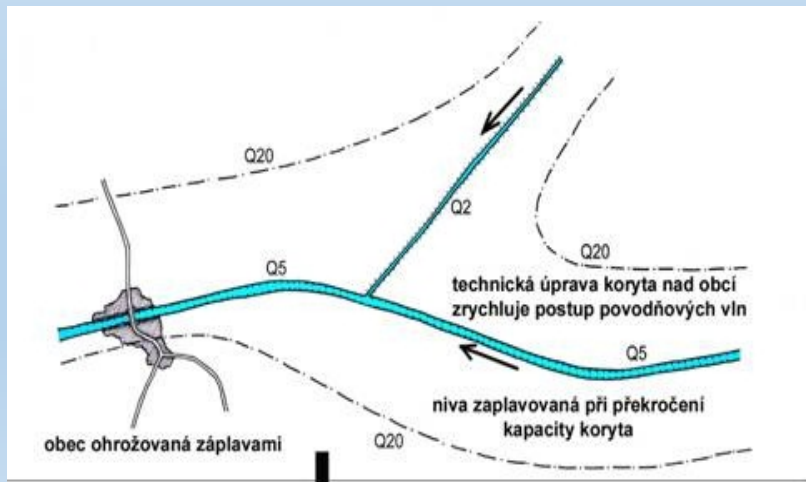 Q20
Q2
Q20
Q5
technická úprava koryta nad obcí
zrychluje postup povodňových vln
Q5
niva zaplavovaná při překročení
kapacity koryta
obec ohrožovaná záplavami
Q20